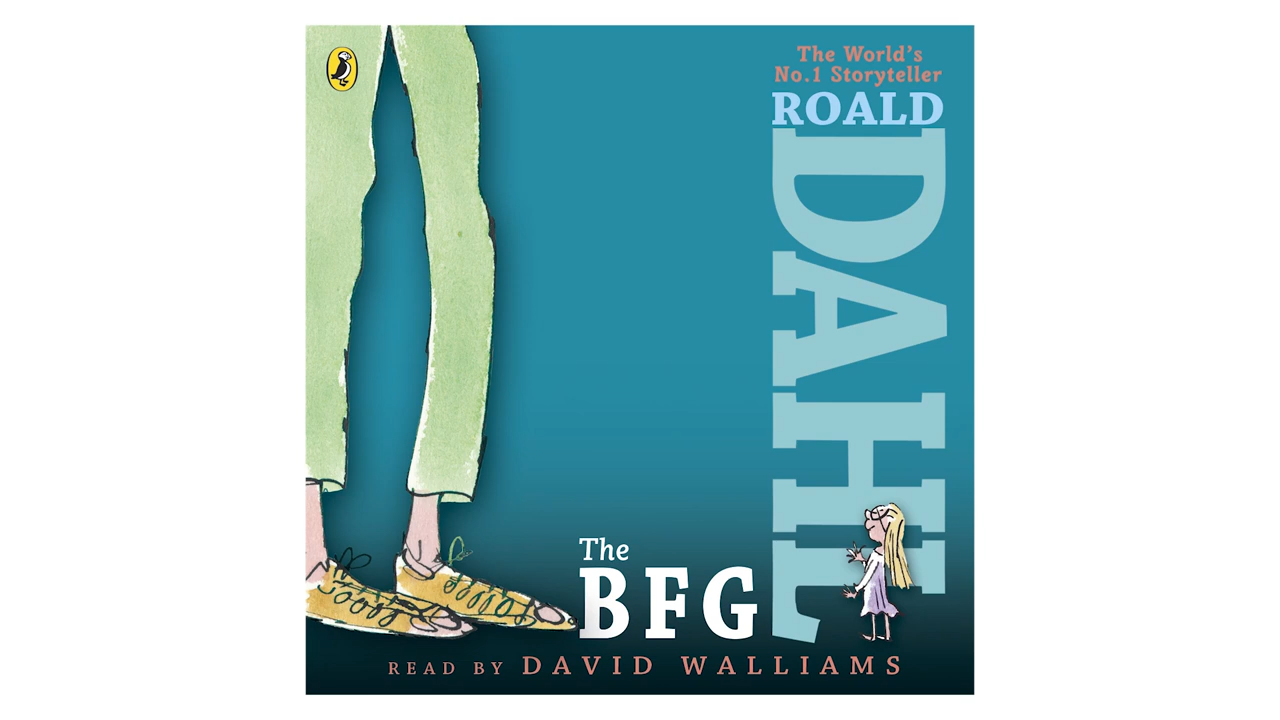 The World's
No.1 Storyteller
ROALD
DAHL
The
BFG
READ BY DAVID WALLIAMS